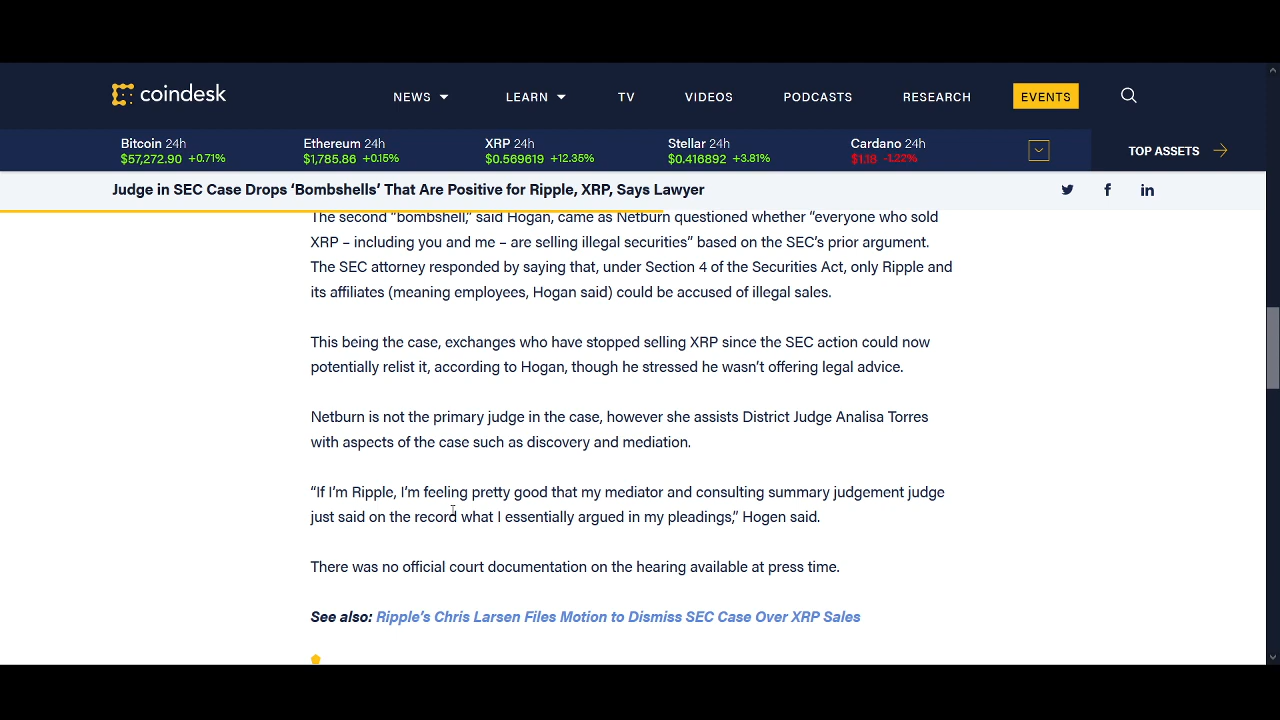 coindesk
NEWS LEARN TV VIDEOS PODCASTS RESEARCH EVENTS
Bitcoin 24h Ethereum 24h XRP 24h Stellar 24h Cardano 24h
$57,272.90 +0.71% $1,785.86 +0.15% $0.569619 +12.35% $0.416892 +3.81% $1.18 -1.22%
TOP ASSETS
Judge in SEC Case Drops ‘Bombshells’ That Are Positive for Ripple, XRP, Says Lawyer
The second “bombshell,” said Hogan, came as Netburn questioned whether “everyone who sold
XRP – including you and me – are selling illegal securities” based on the SEC’s prior argument.
The SEC attorney responded by saying that, under Section 4 of the Securities Act, only Ripple and
its affiliates (meaning employees, Hogan said) could be accused of illegal sales.
This being the case, exchanges who have stopped selling XRP since the SEC action could now
potentially relist it, according to Hogan, though he stressed he wasn’t offering legal advice.
Netburn is not the primary judge in the case, however she assists District Judge Analisa Torres
with aspects of the case such as discovery and mediation.
“If I’m Ripple, I’m feeling pretty good that my mediator and consulting summary judgement judge
just said on the record what I essentially argued in my pleadings,” Hogen said.
There was no official court documentation on the hearing available at press time.
See also: Ripple’s Chris Larsen Files Motion to Dismiss SEC Case Over XRP Sales